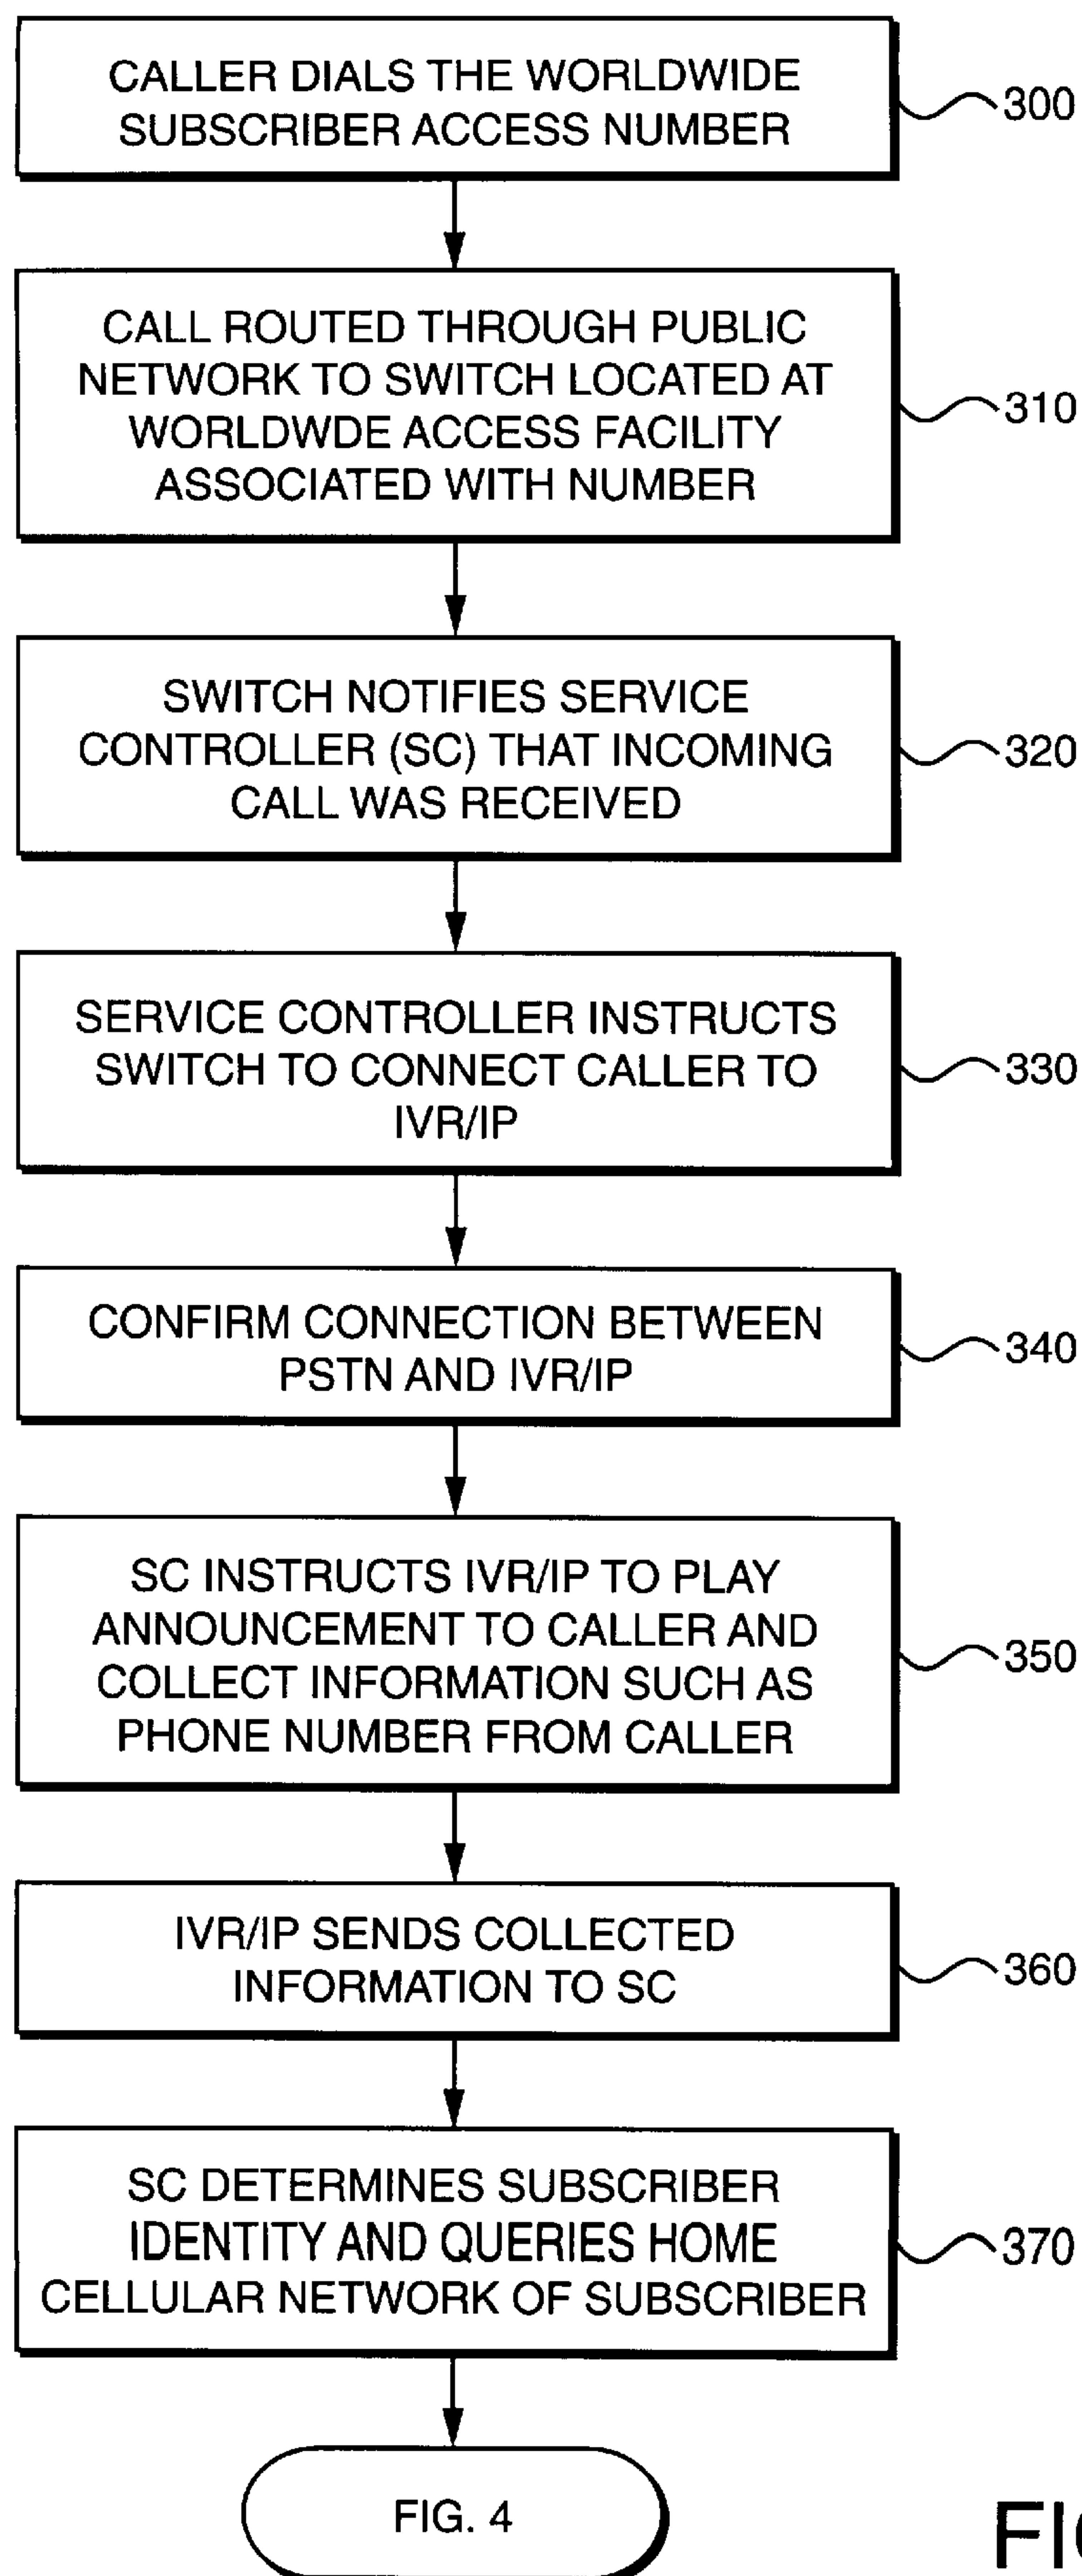 CALLER DIALS THE WORLDWIDE
SUBSCRIBER ACCESS NUMBER
300
CALL ROUTED THROUGH PUBLIC
NETWORK TO SWITCH LOCATED AT
WORLDWDE ACCESS FACILITY
ASSOCIATED WITH NUMBER
310
SWITCH NOTIFIES SERVICE
CONTROLLER (SC) THAT INCOMING
CALL WAS RECEIVED
320
SERVICE CONTROLLER INSTRUCTS
SWITCH TO CONNECT CALLER TO
IVR/IP
330
CONFIRM CONNECTION BETWEEN
PSTN AND IVR/IP
340
SC INSTRUCTS IVR/IP TO PLAY
ANNOUNCEMENT TO CALLER AND
COLLECT INFORMATION SUCH AS
PHONE NUMBER FROM CALLER
350
IVR/IP SENDS COLLECTED
INFORMATION TO SC
360
SC DETERMINES SUBSCRIBER
IDENTITY AND QUERIES HOME
CELLULAR NETWORK OF SUBSCRIBER
370
FIG. 4